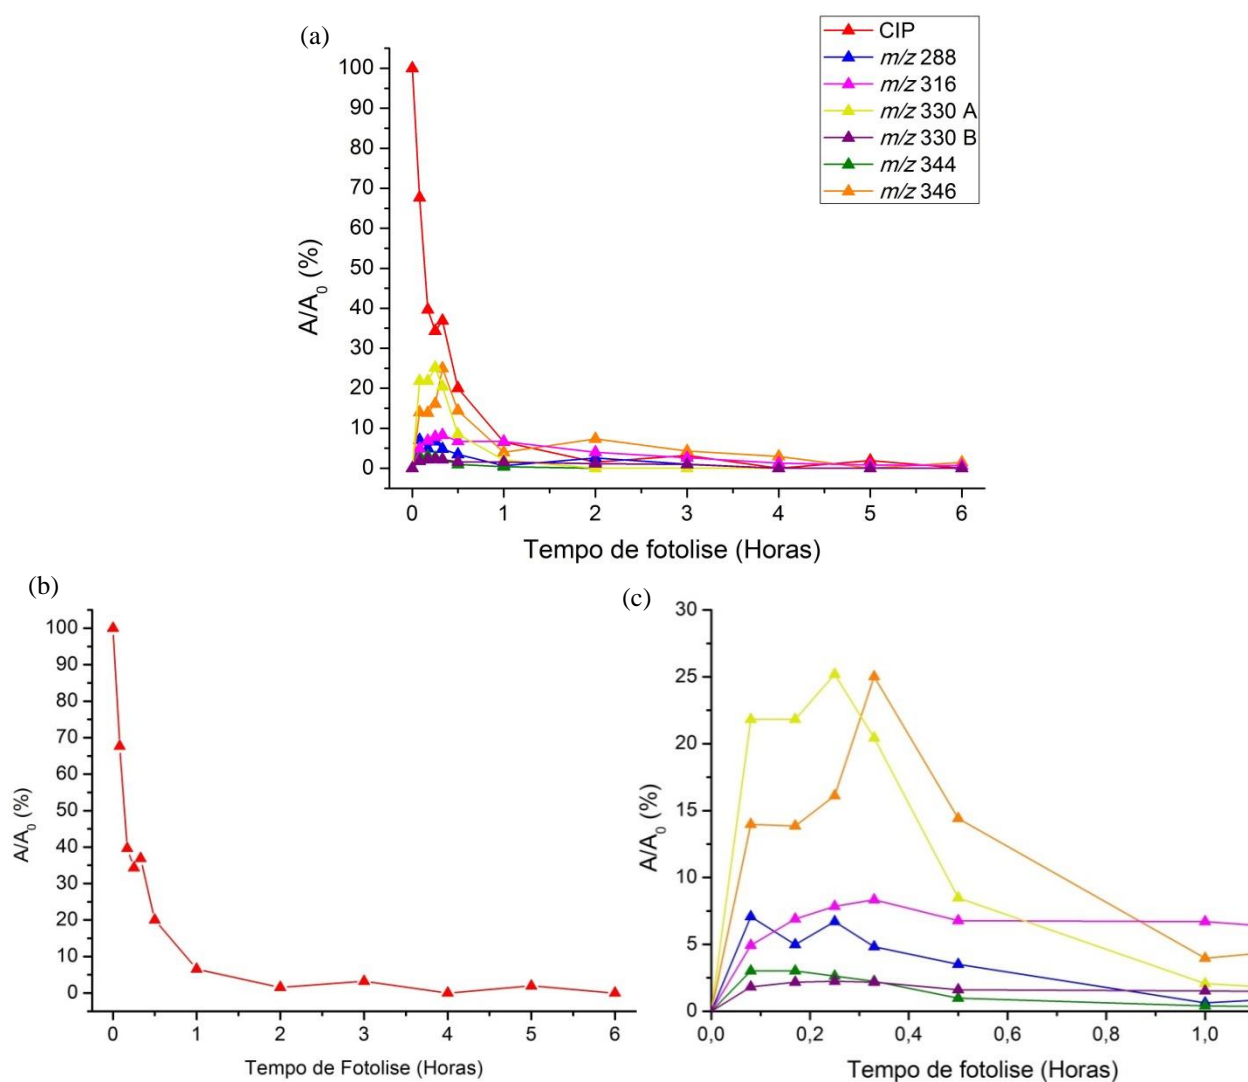 (a)
CIP
m/z 288
m/z 316
m/z 330 A
m/z 330 B
m/z 344
m/z 346
100
90
80
70
60
50
40
30
20
10
0
A/A0 (%)
0 1 2 3 4 5 6
Tempo de fotolise (Horas)
(b)
100
90
80
70
60
50
40
30
20
10
0
A/A0 (%)
0 1 2 3 4 5 6
Tempo de Fotolise (Horas)
(c)
30
25
20
15
10
5
0
A/A0 (%)
0,0 0,2 0,4 0,6 0,8 1,0
Tempo de fotolise (Horas)